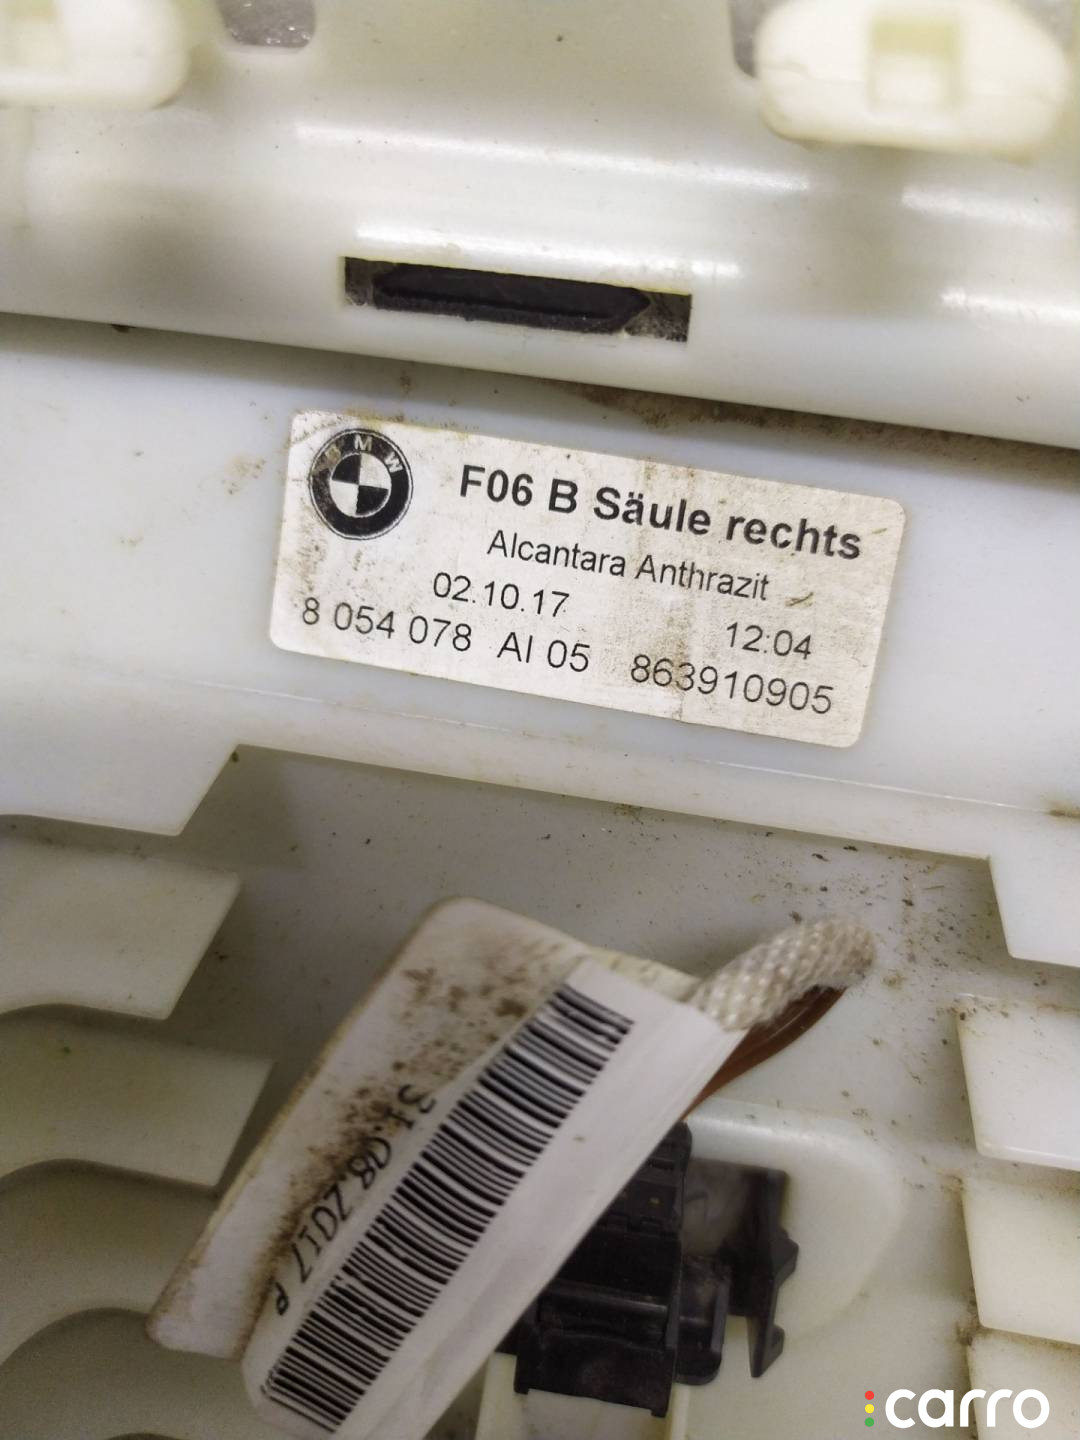 BMW
F06 B Säule rechts
Alcantara Anthrazit
02.10.17 12:04
8 054 078 AI 05 863910905
31.08.2017 P
carro